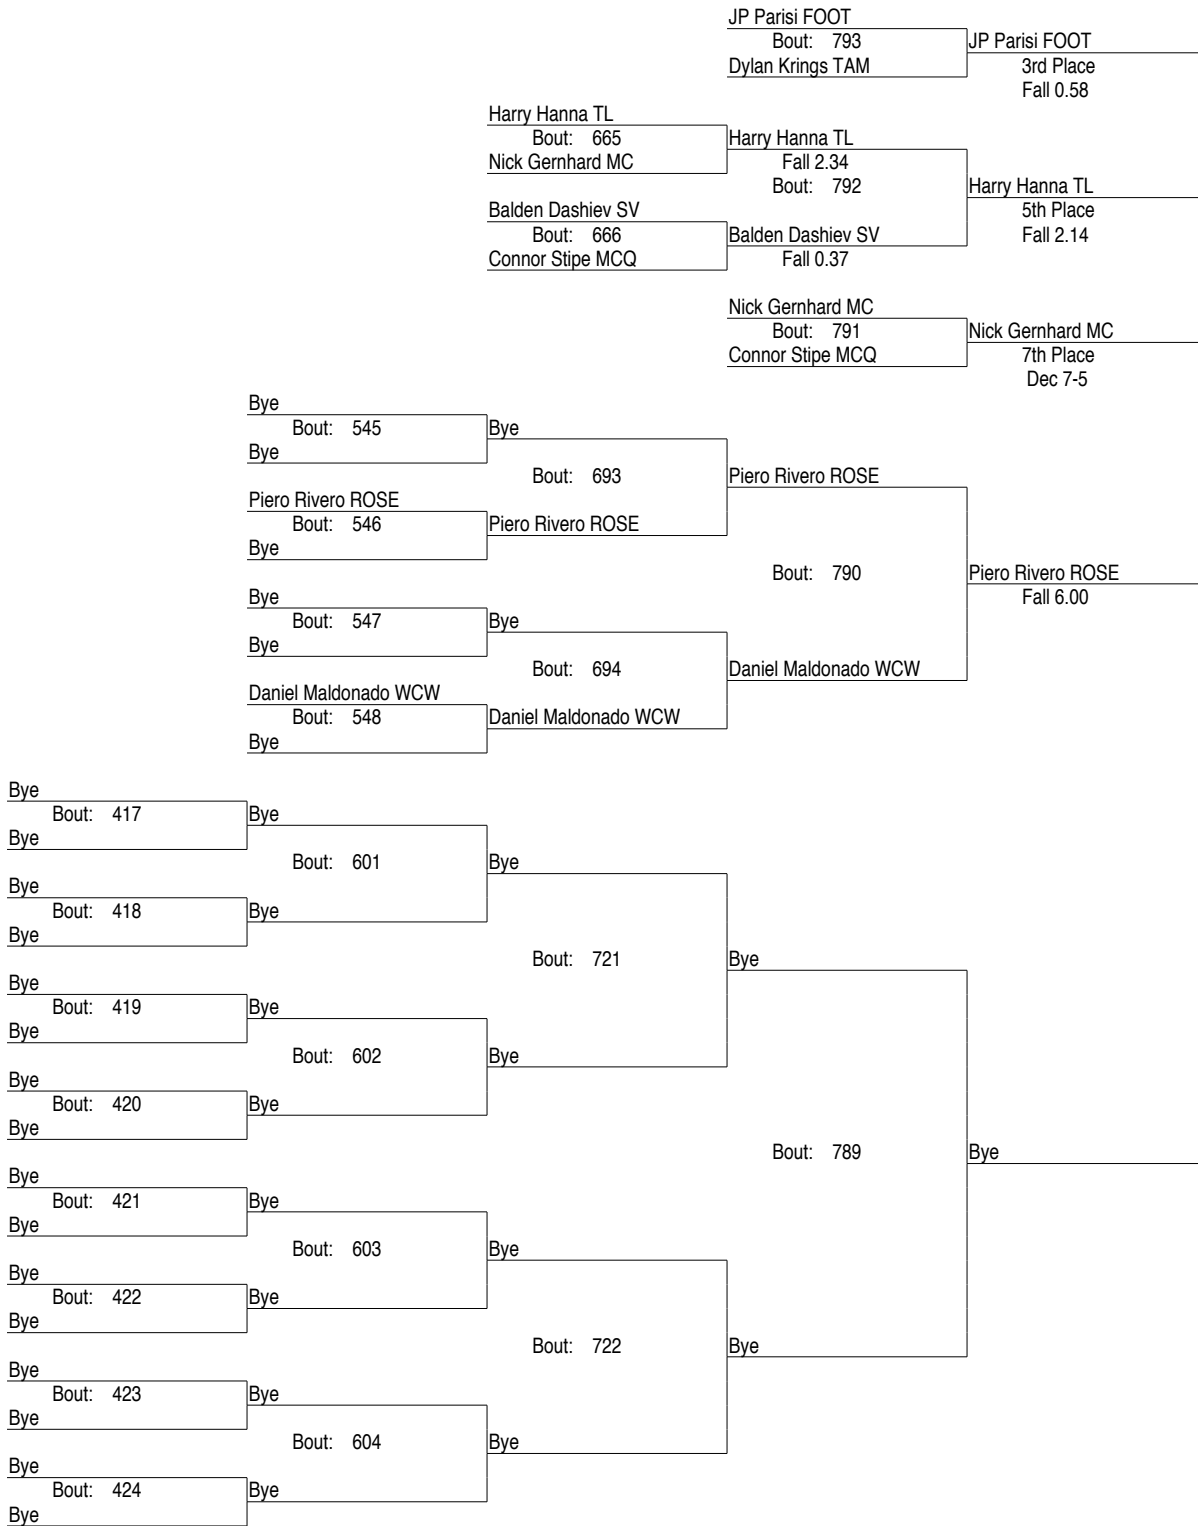 JP Parisi FOOT
Bout: 793
JP Parisi FOOT
Dylan Krings TAM
3rd Place
Fall 0.58
Harry Hanna TL
Bout: 665
Harry Hanna TL
Nick Gernhard MC
Fall 2.34
Bout: 792
Harry Hanna TL
Balden Dashiev SV
5th Place
Bout: 666
Balden Dashiev SV
Fall 2.14
Connor Stipe MCQ
Fall 0.37
Nick Gernhard MC
Bout: 791
Nick Gernhard MC
Connor Stipe MCQ
7th Place
Dec 7-5
Bye
Bout: 545
Bye
Bye
Bout: 693
Piero Rivero ROSE
Piero Rivero ROSE
Bout: 546
Piero Rivero ROSE
Bye
Bout: 790
Piero Rivero ROSE
Bye
Fall 6.00
Bout: 547
Bye
Bye
Bout: 694
Daniel Maldonado WCW
Daniel Maldonado WCW
Bout: 548
Daniel Maldonado WCW
Bye
Bye
Bout: 417
Bye
Bye
Bout: 601
Bye
Bye
Bout: 418
Bye
Bye
Bout: 721
Bye
Bye
Bout: 419
Bye
Bye
Bout: 602
Bye
Bye
Bout: 420
Bye
Bye
Bout: 789
Bye
Bye
Bout: 421
Bye
Bye
Bout: 603
Bye
Bye
Bout: 422
Bye
Bye
Bout: 722
Bye
Bye
Bout: 423
Bye
Bye
Bout: 604
Bye
Bye
Bout: 424
Bye
Bye